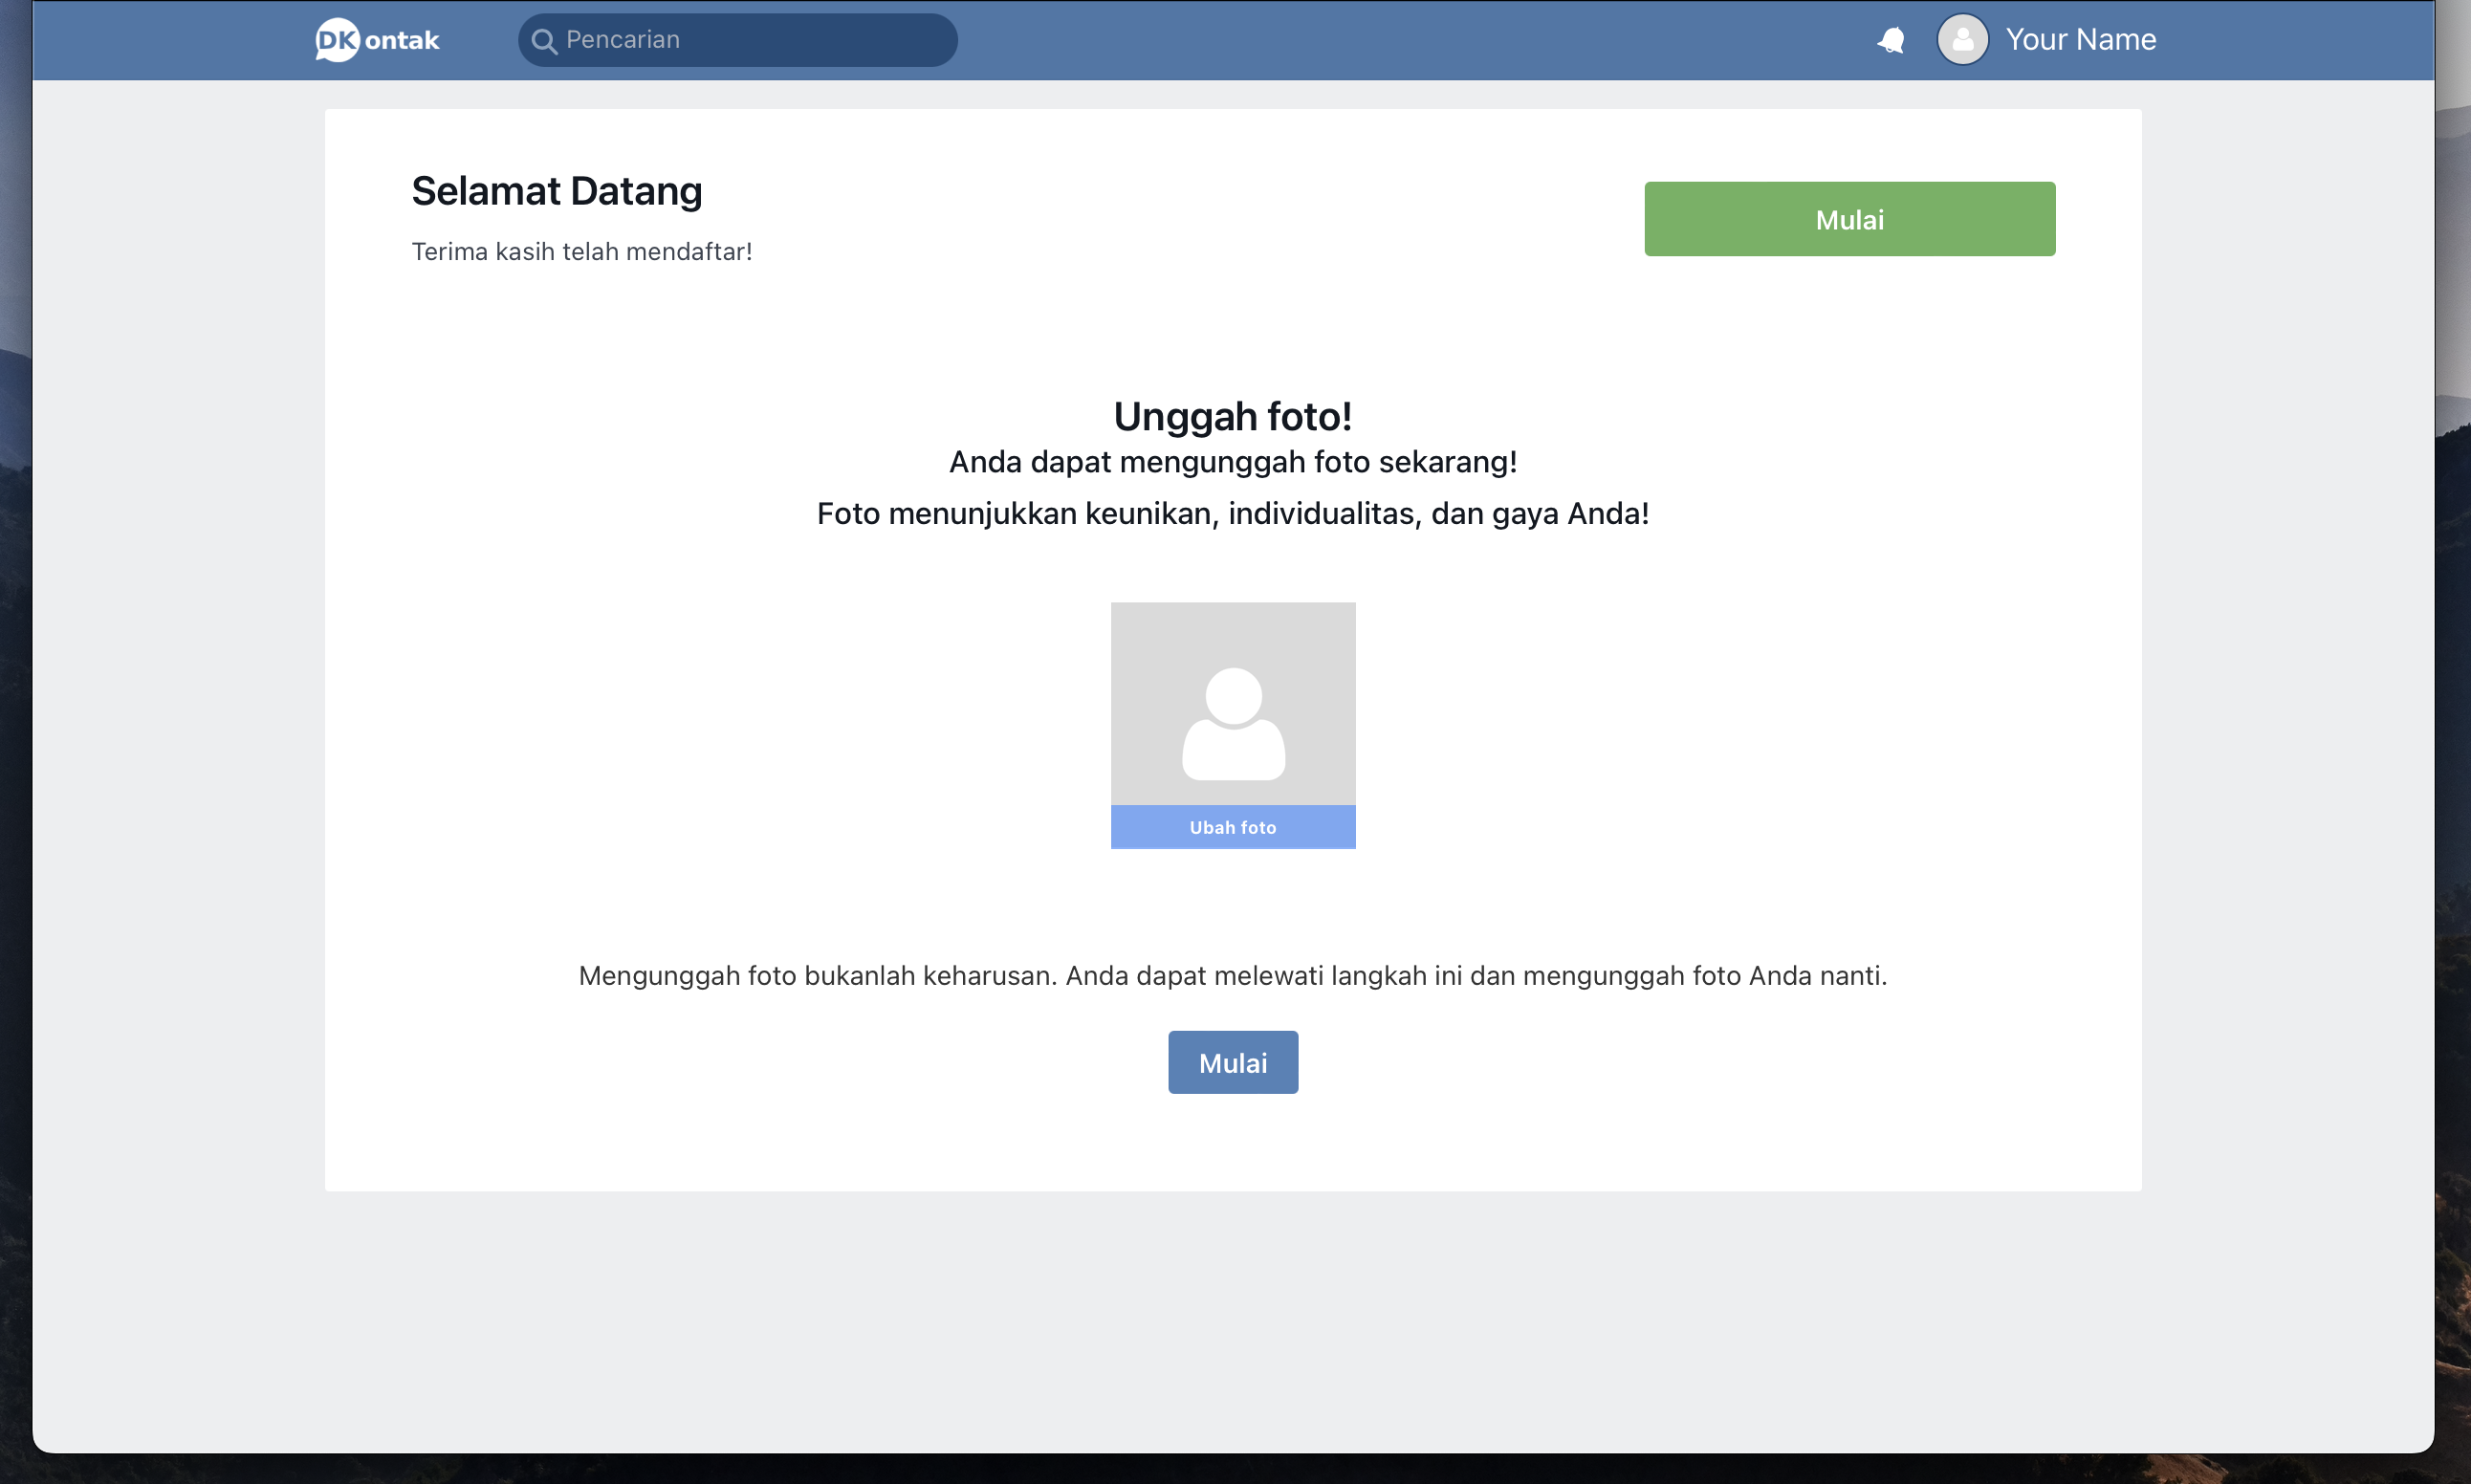 DKontak
Pencarian
Your Name
Selamat Datang
Terima kasih telah mendaftar!
Mulai
Unggah foto!
Anda dapat mengunggah foto sekarang!
Foto menunjukkan keunikan, individualitas, dan gaya Anda!
Ubah foto
Mengunggah foto bukanlah keharusan. Anda dapat melewati langkah ini dan mengunggah foto Anda nanti.
Mulai